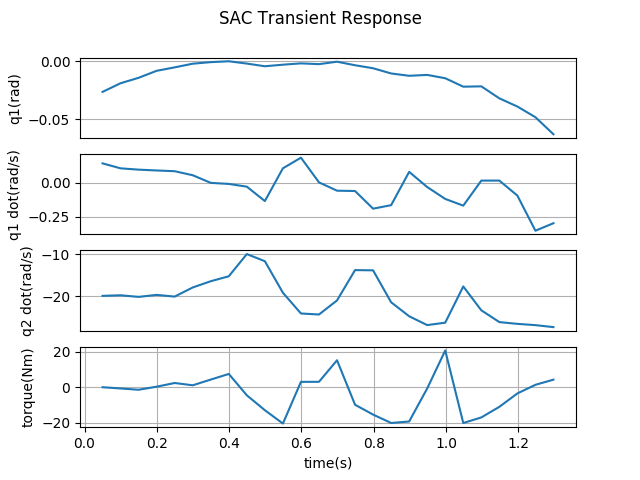 SAC Transient Response
0.00
−0.05
q1(rad)
0.00
−0.25
q1 dot(rad/s)
−10
−20
q2 dot(rad/s)
20
0
−20
torque(Nm)
0.0 0.2 0.4 0.6 0.8 1.0 1.2
time(s)